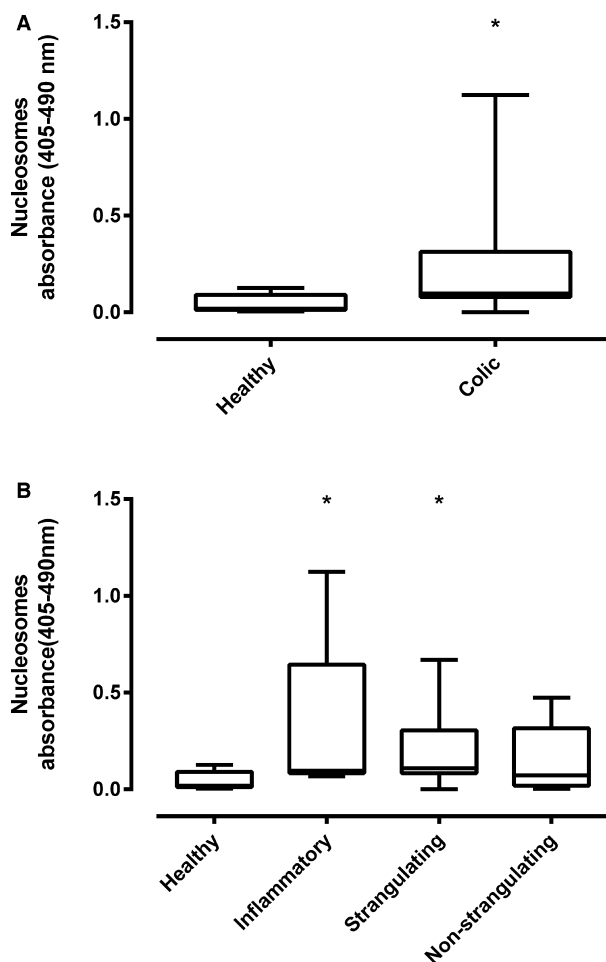 A
Nucleosomes
absorbance (405-490 nm)
*
1.5
1.0
0.5
0.0
Healthy
Colic
B
Nucleosomes
absorbance(405-490nm)
*
*
1.5
1.0
0.5
0.0
Healthy
Inflammatory
Strangulating
Non-strangulating